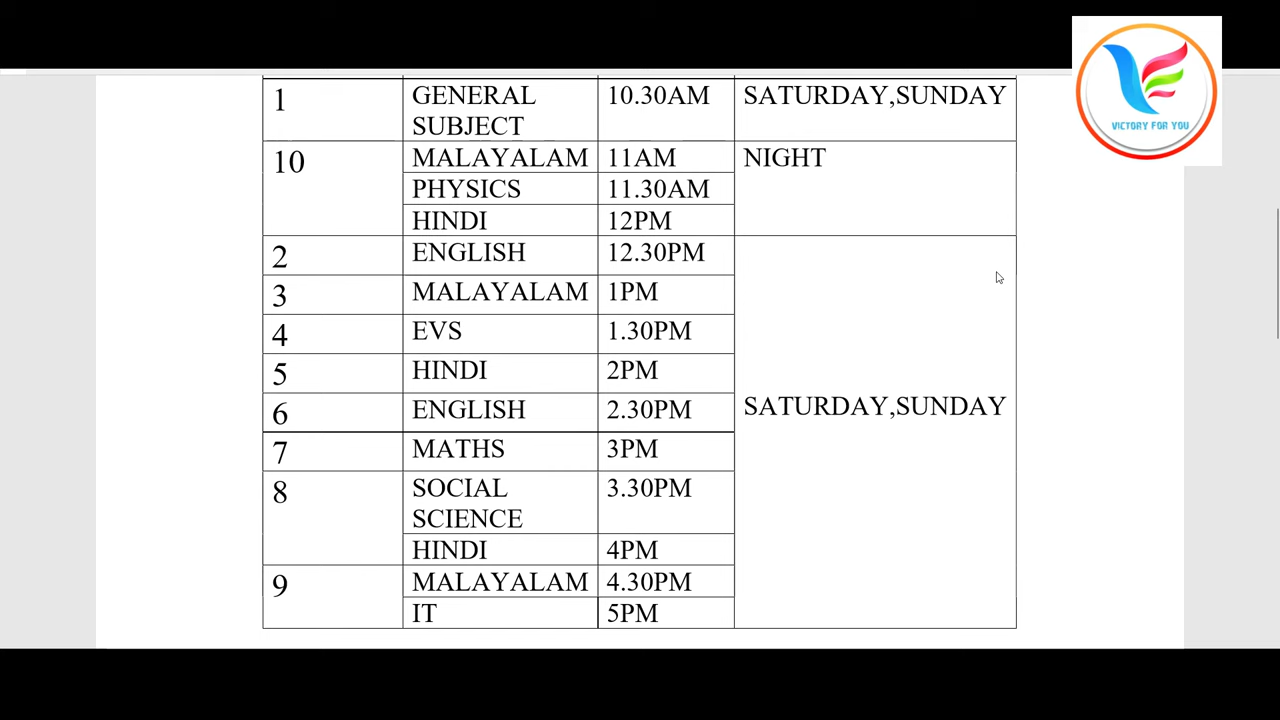 1 GENERAL 10.30AM SATURDAY,SUNDAY
SUBJECT
10 MALAYALAM 11AM NIGHT
PHYSICS 11.30AM
HINDI 12PM
2 ENGLISH 12.30PM
3 MALAYALAM 1PM
4 EVS 1.30PM
5 HINDI 2PM
6 ENGLISH 2.30PM SATURDAY,SUNDAY
7 MATHS 3PM
8 SOCIAL 3.30PM
SCIENCE
HINDI 4PM
9 MALAYALAM 4.30PM
IT 5PM
VICTORY FOR YOU